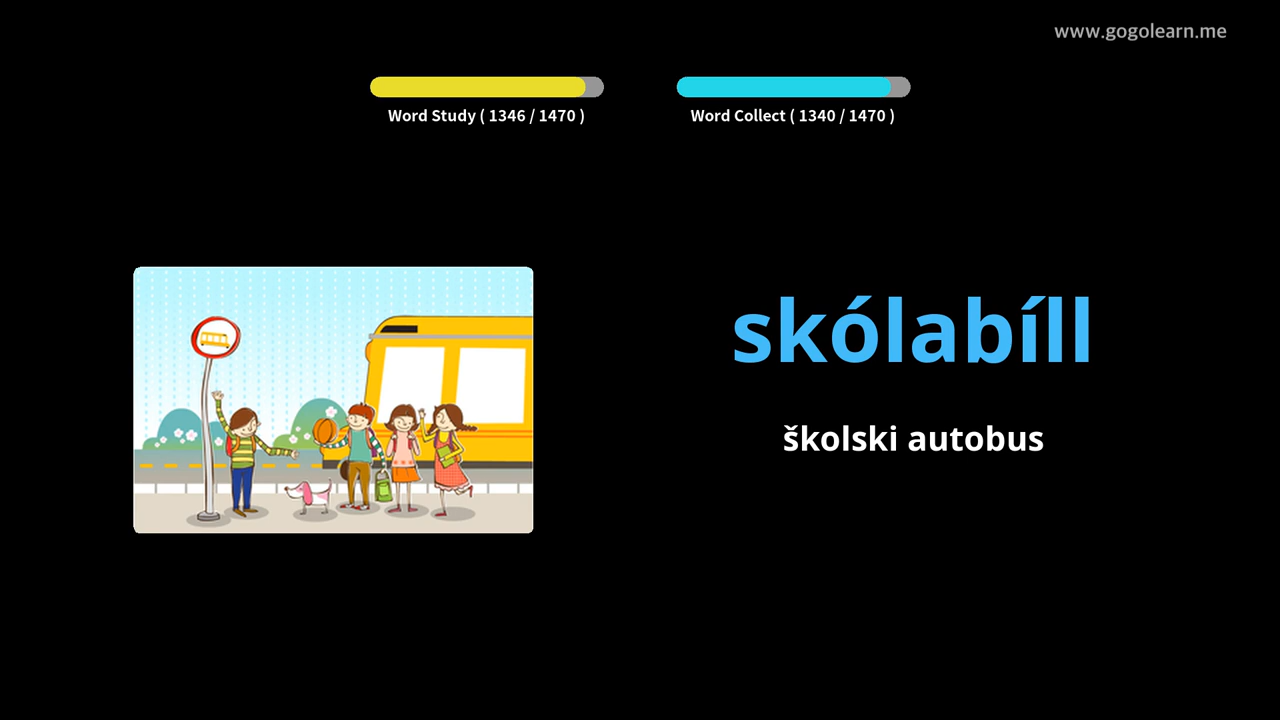 www.gogolearn.me
Word Study ( 1346 / 1470 )
Word Collect ( 1340 / 1470 )
skólabíll
školski autobus